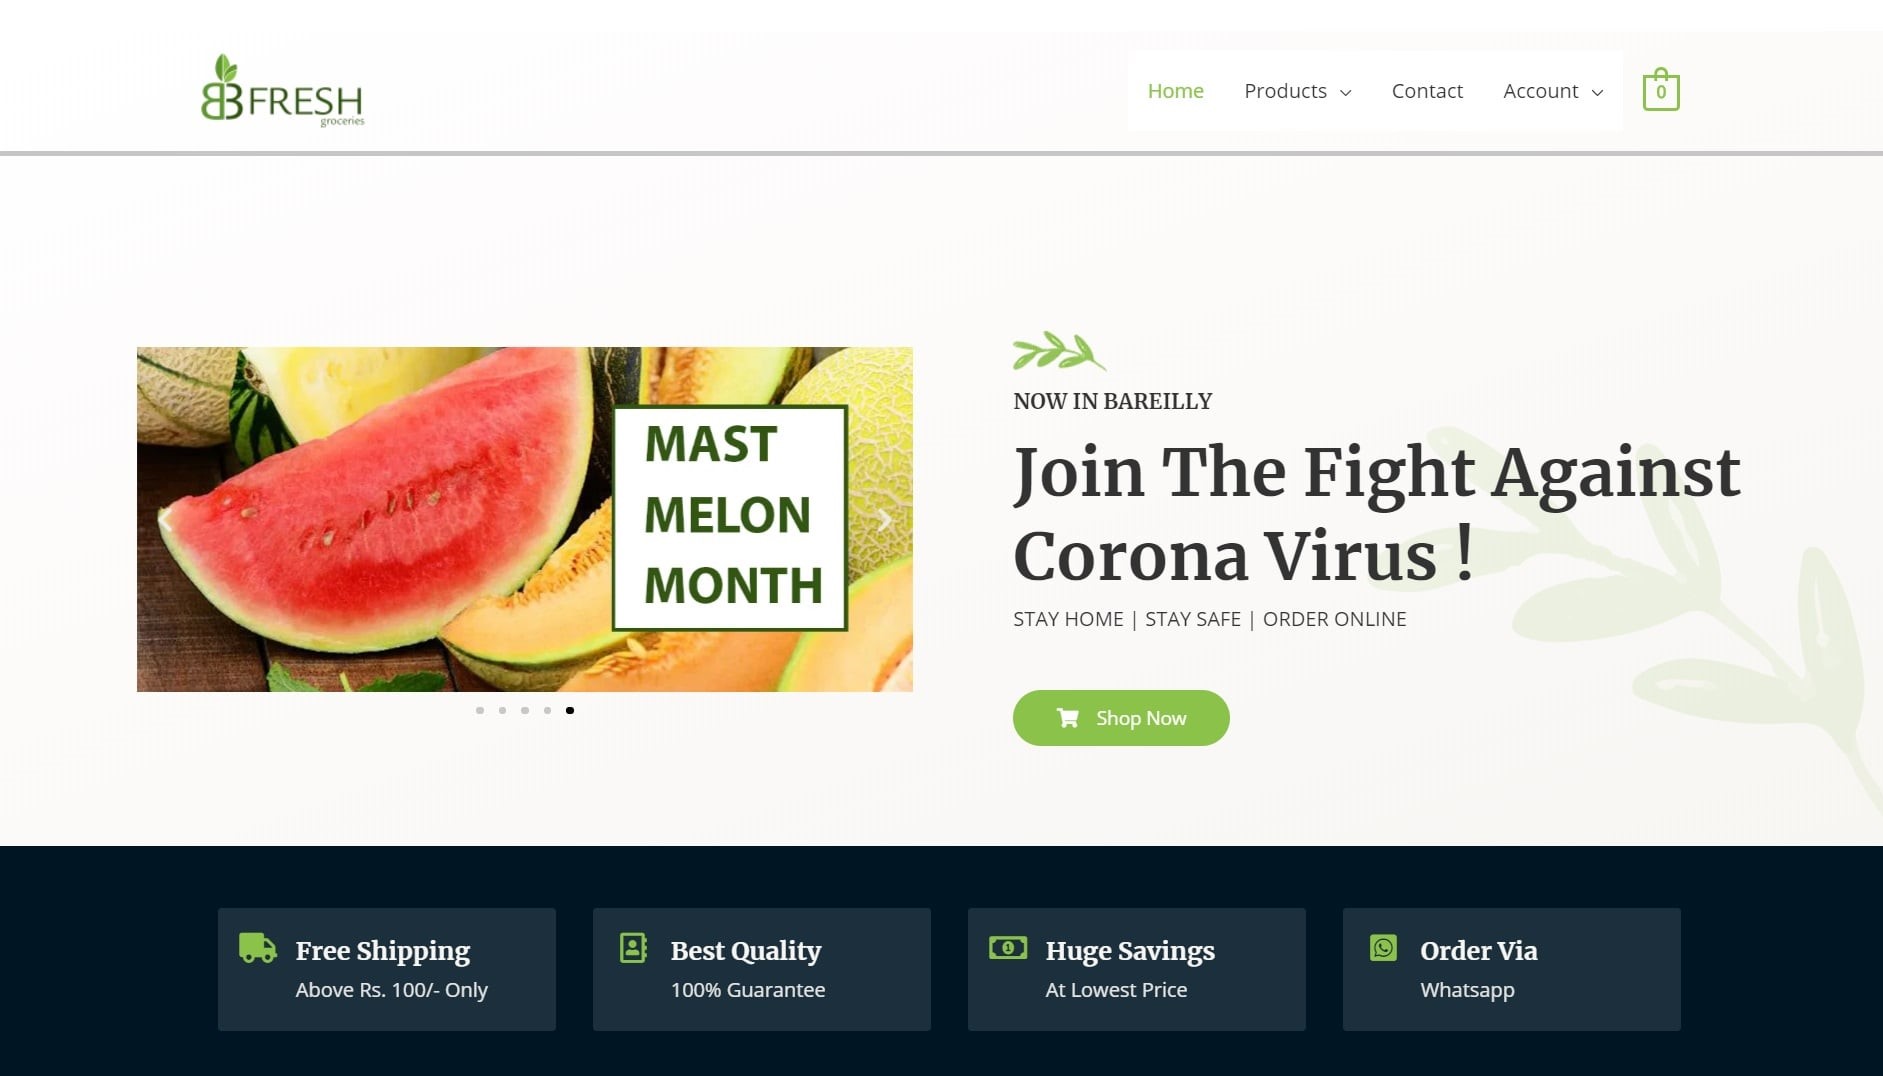 BB FRESH
groceries
Home
Products
Contact
Account
0
MAST
MELON
MONTH
NOW IN BAREILLY
Join The Fight Against
Corona Virus !
STAY HOME | STAY SAFE | ORDER ONLINE
Shop Now
Free Shipping
Above Rs. 100/- Only
Best Quality
100% Guarantee
Huge Savings
At Lowest Price
Order Via
Whatsapp